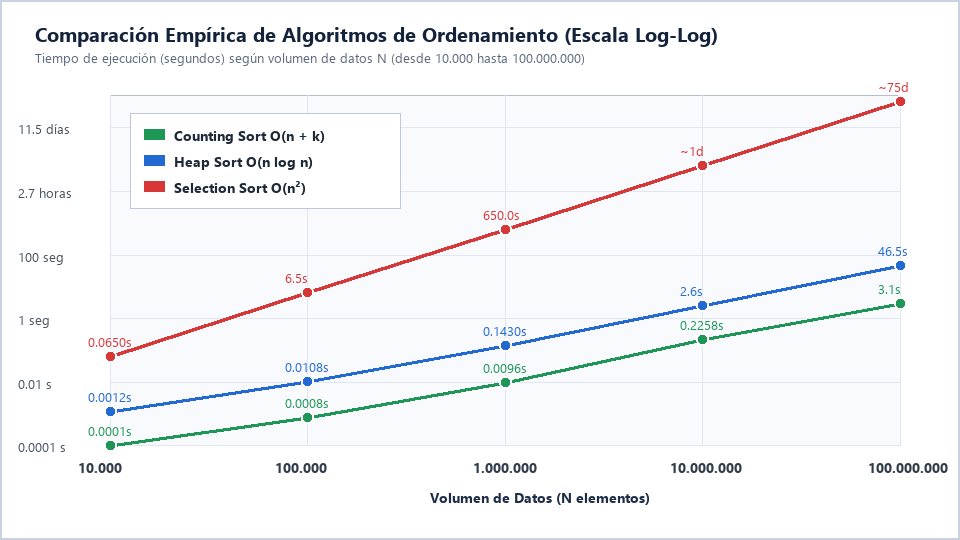 Comparación Empírica de Algoritmos de Ordenamiento (Escala Log-Log)
Tiempo de ejecución (segundos) según volumen de datos N (desde 10.000 hasta 100.000.000)
~75d
11.5 días
Counting Sort O(n + k)
Heap Sort O(n log n)
Selection Sort O(n²)
~1d
2.7 horas
650.0s
100 seg
46.5s
6.5s
2.6s
3.1s
1 seg
0.1430s
0.2258s
0.0650s
0.0108s
0.0096s
0.01 s
0.0012s
0.0008s
0.0001s
0.0001 s
10.000
100.000
1.0000.000
10.0000.000
100.000.000
Volumen de Datos (N elementos)